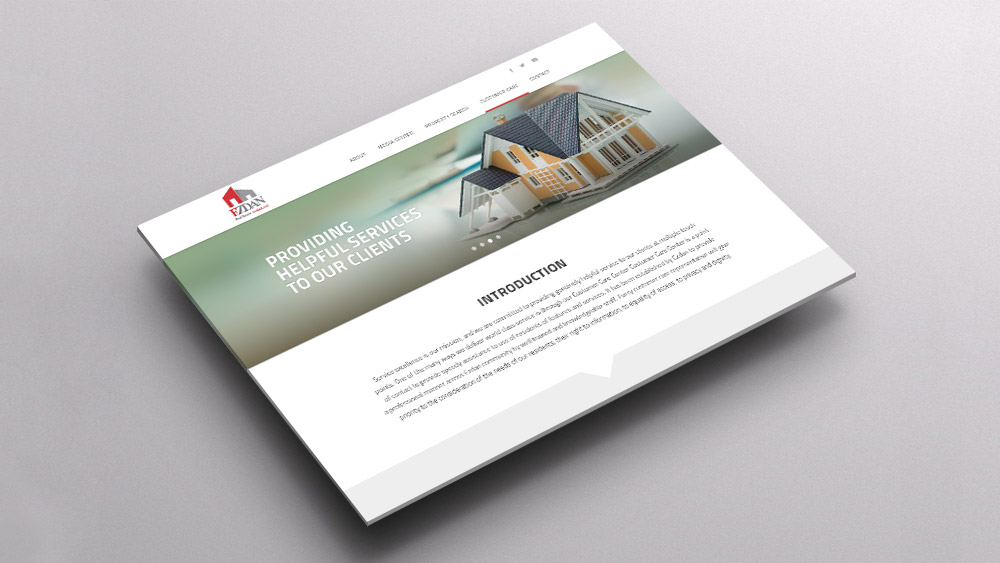 ABOUT MEDIA CENTER PROPERTY SEARCH CUSTOMER CARE CONTACT
EZDAN
PROVIDING
HELPFUL SERVICES
TO OUR CLIENTS
INTRODUCTION
Service excellence is our mission, and we are committed to providing genuinely helpful service to our clients at multiple touch
points. One of the many ways we deliver world class service is through our Customer Care Center. Customer Care Center is a point
of contact to provide speedy assistance to use of residents of features and services. It has been established by Ezdan to provide
a professional manner across Ezdan community by well trained and knowledgeable staff. Every customer care representative will give
priority to the consideration of the needs of our residents: their right to information, to equality of access, to privacy and dignity.